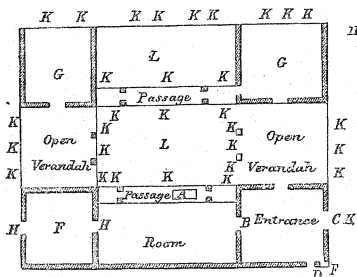 K K K K K K K K K
L H
G G
K K K
Passage
K K K
K K
K K
Open L Open
K K K K
Verandah Verandah
K K K
K K K K K
Passage A
Entrance
H F H B C K
Room
D F